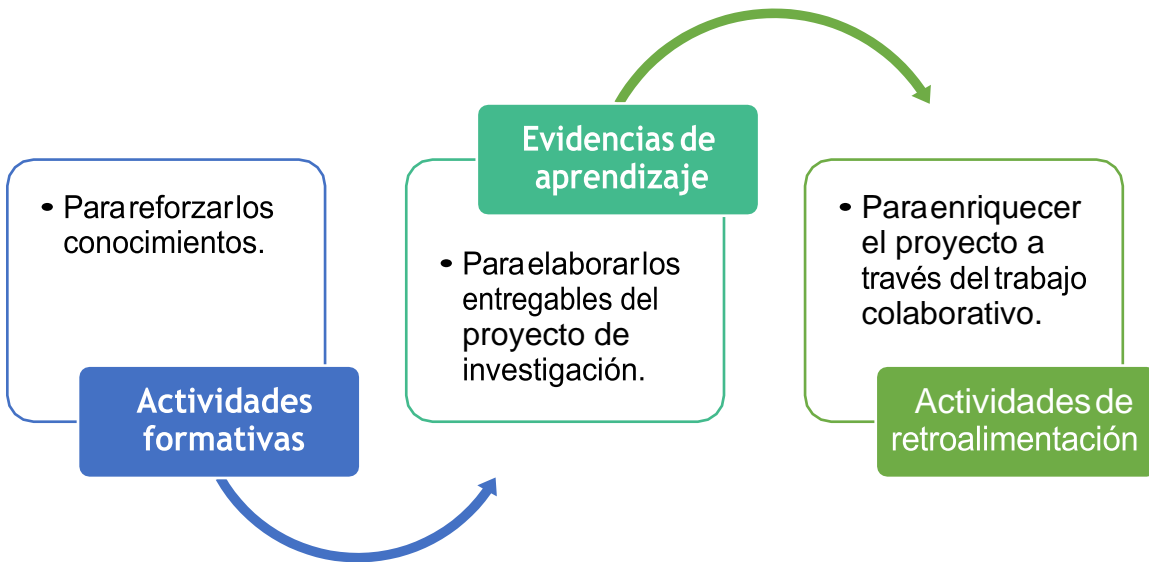 • Para reforzar los
conocimientos.
Actividades
formativas
Evidencias de
aprendizaje
• Para elaborar los
entregables del
proyecto de
investigación.
• Para enriquecer
el proyecto a
través del trabajo
colaborativo.
Actividades de
retroalimentación